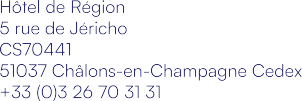 Hôtel de Région
5 rue de Jéricho
CS70441
51037 Châlons-en-Champagne Cedex
+33 (0)3 26 70 31 31